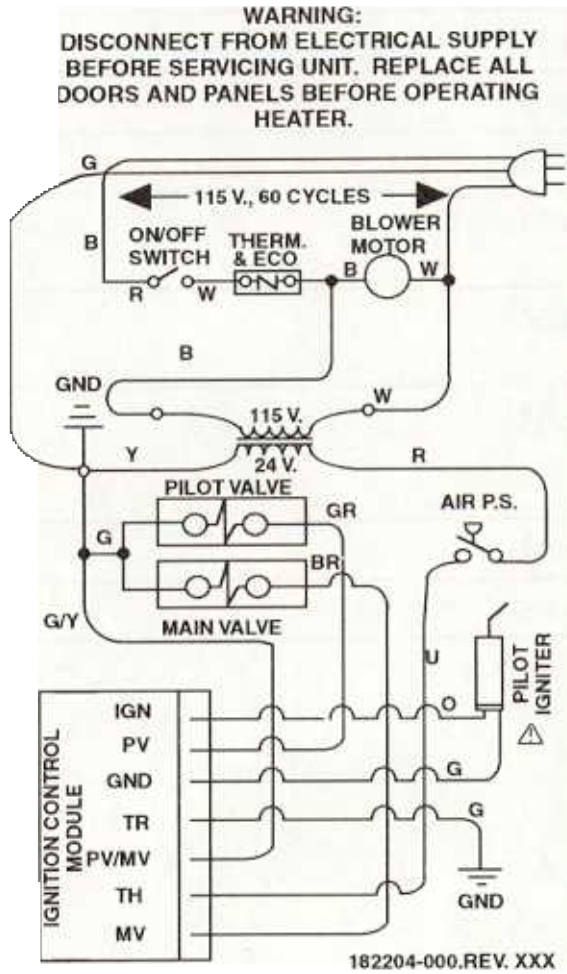 WARNING:
DISCONNECT FROM ELECTRICAL SUPPLY
BEFORE SERVICING UNIT. REPLACE ALL
DOORS AND PANELS BEFORE OPERATING
HEATER.
G
115 V., 60 CYCLES
B
ON/OFF
SWITCH
THERM.
& ECO
BLOWER
MOTOR
B
W
R
W
B
GND
115 V.
W
Y
24 V.
R
PILOT VALVE
GR
AIR P.S.
G
BR
G/Y
MAIN VALVE
U
PILOT
IGNITER
O
G
G
GND
IGNITION CONTROL
MODULE
IGN
PV
GND
TR
PV/MV
TH
MV
182204-000.REV. XXX